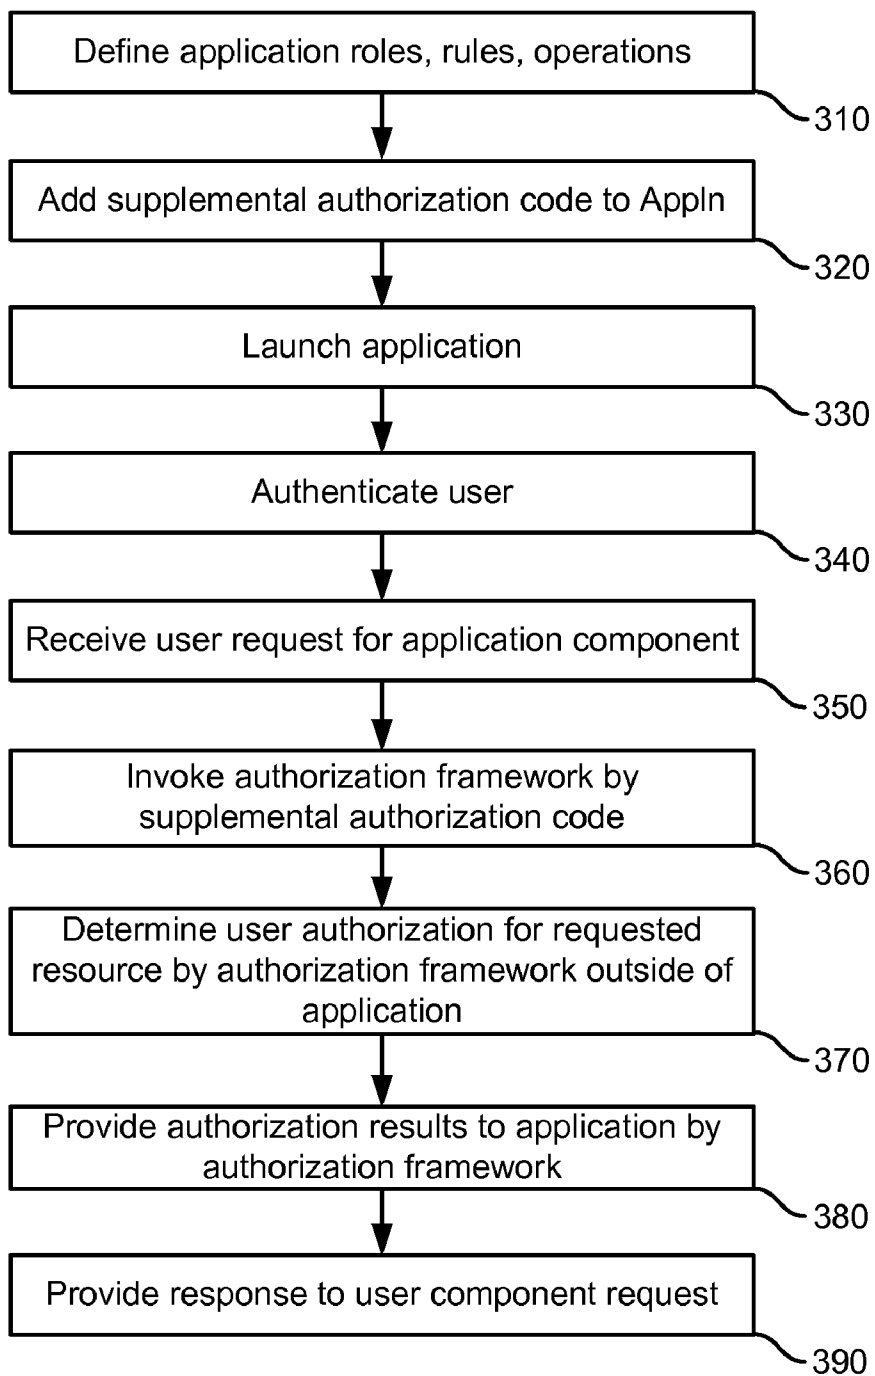 Define application roles, rules, operations
310
Add supplemental authorization code to Appln
320
Launch application
330
Authenticate user
340
Receive user request for application component
350
Invoke authorization framework by
supplemental authorization code
360
Determine user authorization for requested
resource by authorization framework outside of
application
370
Provide authorization results to application by
authorization framework
380
Provide response to user component request
390